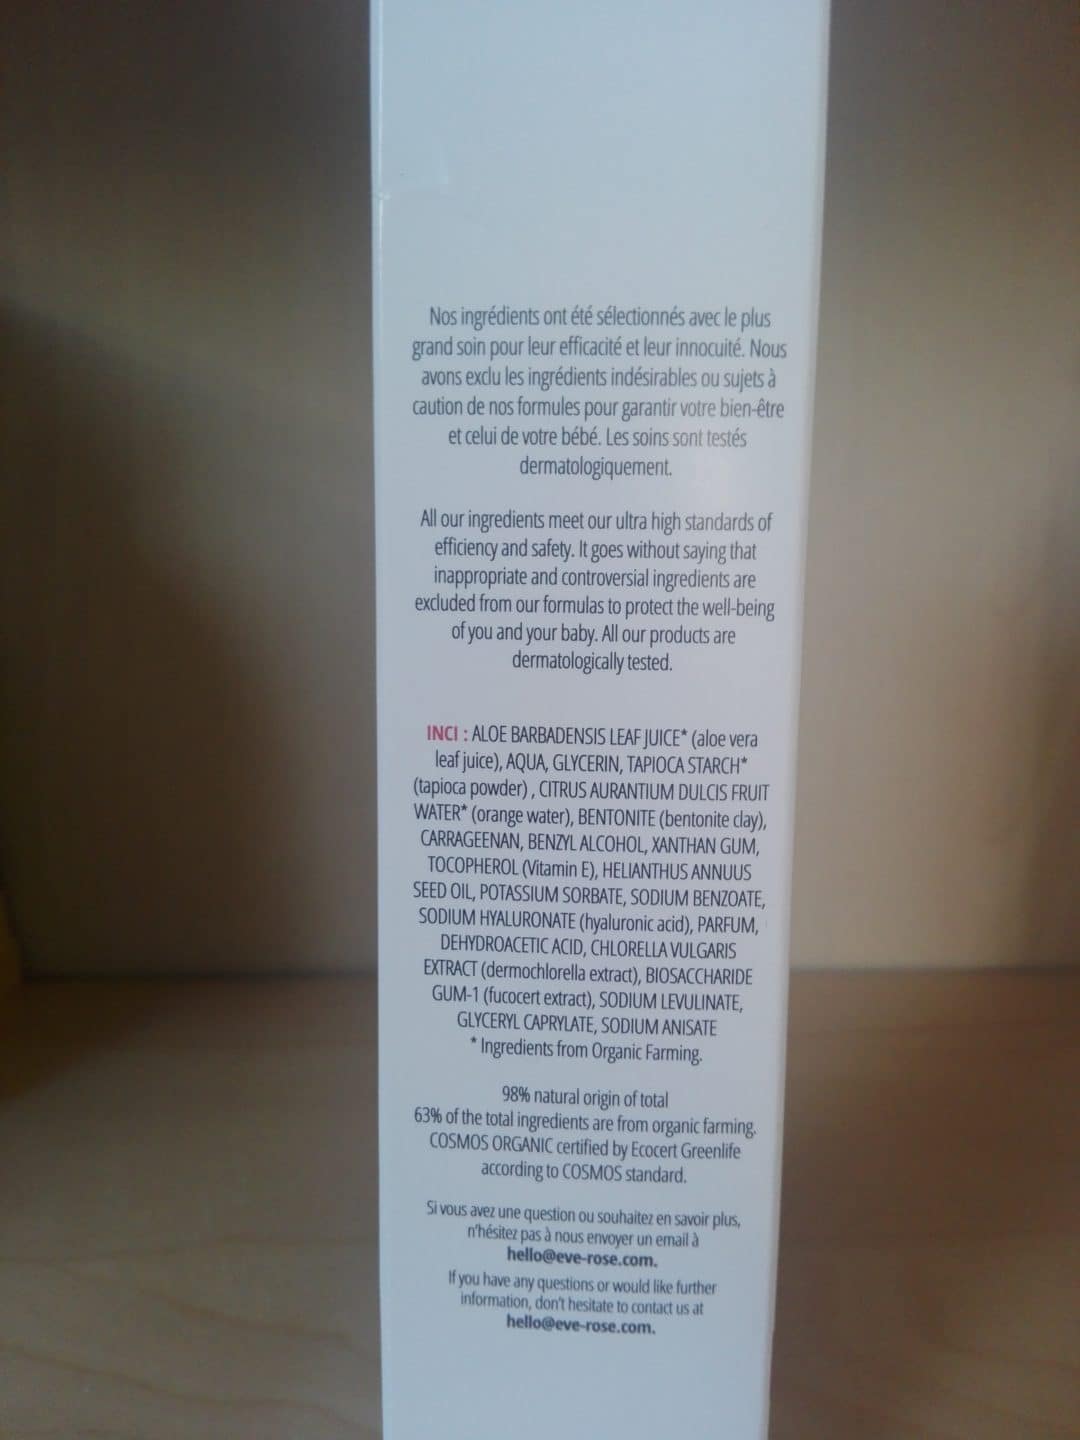 Nos ingrédients ont été sélectionnés avec le plus
grand soin pour leur efficacité et leur innocuité. Nous
avons exclu les ingrédients indésirables ou sujets à
caution de nos formules pour garantir votre bien-être
et celui de votre bébé. Les soins sont testés
dermatologiquement.
All our ingredients meet our ultra high standards of
efficiency and safety. It goes without saying that
inappropriate and controversial ingredients are
excluded from our formulas to protect the well-being
of you and your baby. All our products are
dermatologically tested.
INCI : ALOE BARBADENSIS LEAF JUICE* (aloe vera
leaf juice), AQUA, GLYCERIN, TAPIOCA STARCH*
(tapioca powder) , CITRUS AURANTIUM DULCIS FRUIT
WATER* (orange water), BENTONITE (bentonite clay),
CARRAGEENAN, BENZYL ALCOHOL, XANTHAN GUM,
TOCOPHEROL (Vitamin E), HELIANTHUS ANNUUS
SEED OIL, POTASSIUM SORBATE, SODIUM BENZOATE,
SODIUM HYALURONATE (hyaluronic acid), PARFUM,
DEHYDROACETIC ACID, CHLORELLA VULGARIS
EXTRACT (dermochlorella extract), BIOSACCHARIDE
GUM-1 (fucocert extract), SODIUM LEVULINATE,
GLYCERYL CAPRYLATE, SODIUM ANISATE
* Ingredients from Organic Farming.
98% natural origin of total
63% of the total ingredients are from organic farming.
COSMOS ORGANIC certified by Ecocert Greenlife
according to COSMOS standard.
Si vous avez une question ou souhaitez en savoir plus,
n'hésitez pas à nous envoyer un email à
hello@eve-rose.com.
If you have any questions or would like further
information, don't hesitate to contact us at
hello@eve-rose.com.